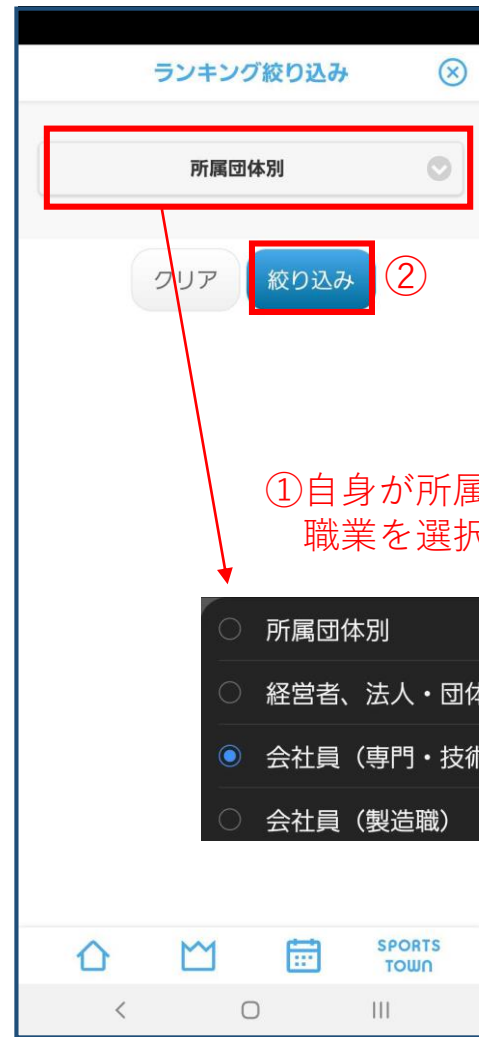 ランキング絞り込み
所属団体別
クリア
絞り込み
②
①自身が所属
職業を選択
所属団体別
経営者、法人・団体
会社員（専門・技術
会社員（製造職）
SPORTS
TOWN